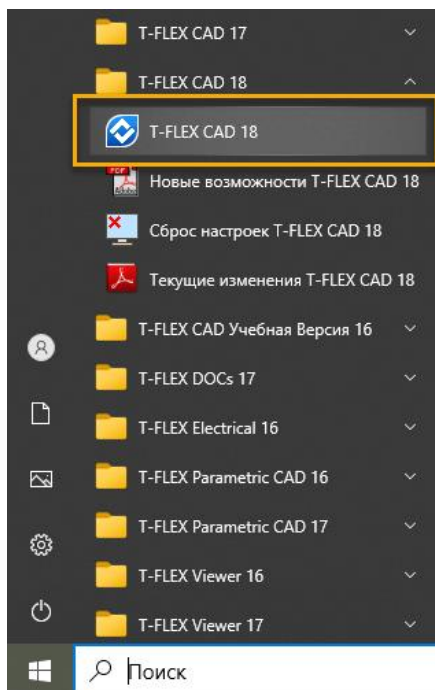 T-FLEX CAD 17
T-FLEX CAD 18
T-FLEX CAD 18
Новые возможности T-FLEX CAD 18
Сброс настроек T-FLEX CAD 18
Текущие изменения T-FLEX CAD 18
T-FLEX CAD Учебная Версия 16
T-FLEX DOCs 17
T-FLEX Electrical 16
T-FLEX Parametric CAD 16
T-FLEX Parametric CAD 17
T-FLEX Viewer 16
T-FLEX Viewer 17
Поиск